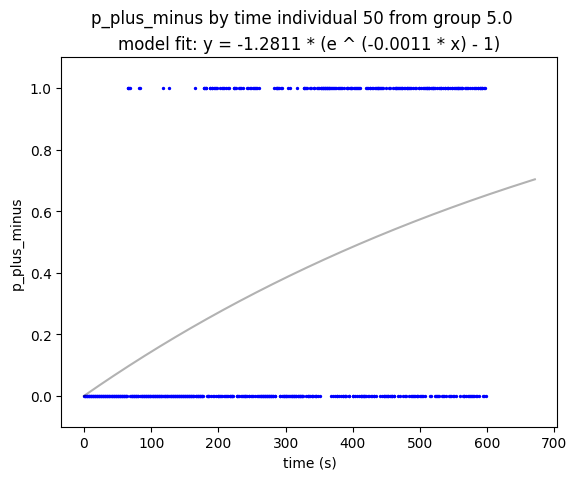 p_plus_minus by time individual 50 from group 5.0
model fit: y = -1.2811 * (e ^ (-0.0011 * x) - 1)
1.0
0.8
0.6
0.4
0.2
0.0
p_plus_minus
0 100 200 300 400 500 600 700
time (s)